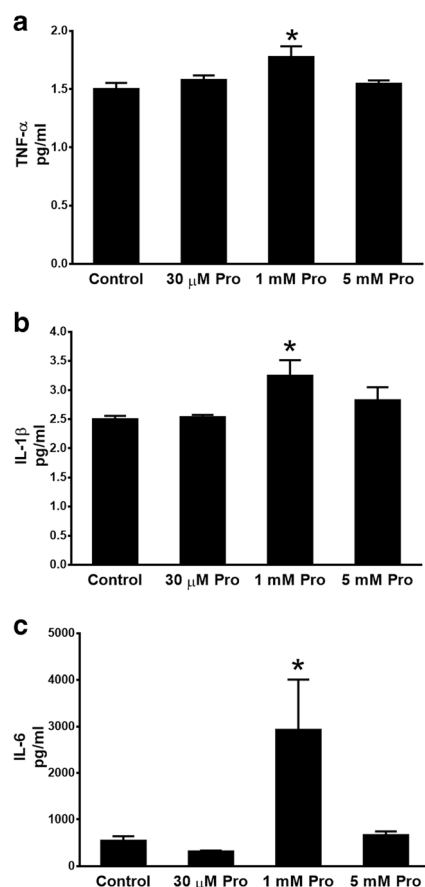 a
TNF-α
pg/ml
2.0
1.5
1.0
0.5
0.0
*
Control 30 μM Pro 1 mM Pro 5 mM Pro
b
IL-1β
pg/ml
4.0
3.5
3.0
2.5
2.0
1.5
1.0
0.5
0.0
*
Control 30 μM Pro 1 mM Pro 5 mM Pro
c
IL-6
pg/ml
5000
4000
3000
2000
1000
0
*
Control 30 μM Pro 1 mM Pro 5 mM Pro